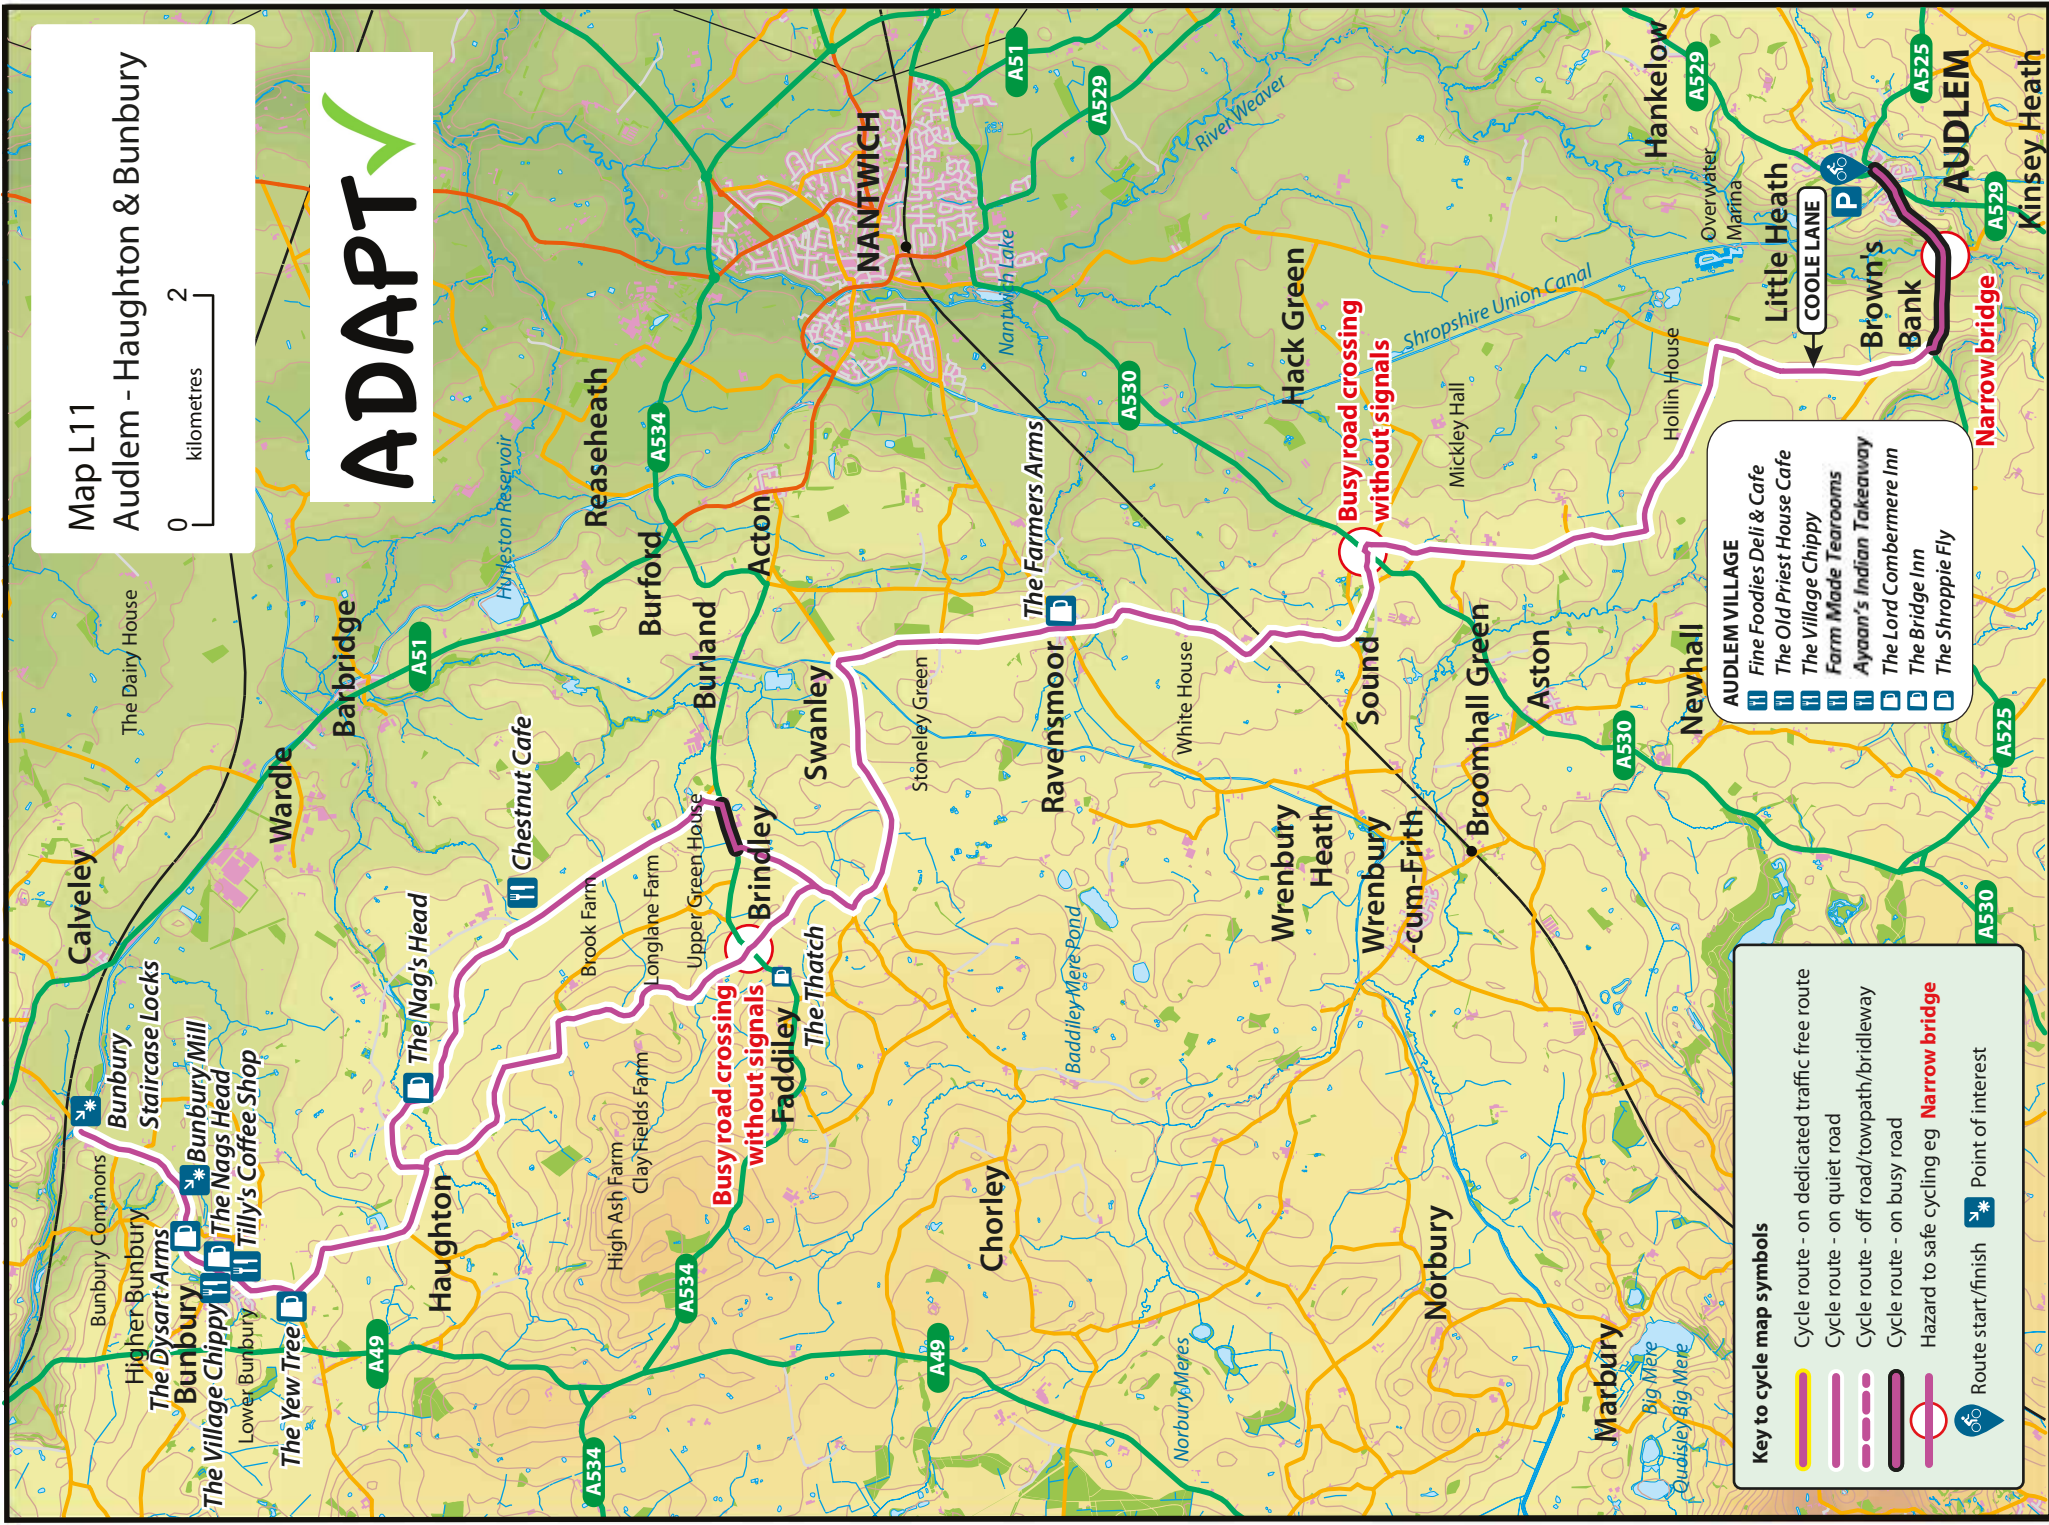 Map L11
Audlem - Haughton & Bunbury
0
2
kilometres
ADAPT
Calveley
The Dairy House
Wardle
Barbridge
A51
Hurleston Reservoir
Reaseheath
A534
Burford
Acton
Burland
NANTWICH
A51
A529
River Weaver
Nantwich Lake
A530
Hack Green
Shropshire Union Canal
Busy road crossing
without signals
Mickley Hall
Hollin House
Hankelow
A529
Overwater
Marina
Little Heath
COOLE LANE
P
Brown's
Bank
AUDLEM
A525
A529
Kinsey Heath
Narrow bridge
Bunbury
Staircase Locks
Bunbury Mill
The Nags Head
Tilly's Coffee Shop
Bunbury Commons
Higher Bunbury
The Dysart Arms
Bunbury
The Village Chippy
Lower Bunbury
The Yew Tree
A49
Haughton
The Nag's Head
Chestnut Cafe
Brook Farm
Longlane Farm
Upper Green House
Brindley
Swanley
Stoneley Green
The Farmers Arms
Ravensmoor
White House
Sound
Broomhall Green
Aston
A530
Newhall
Busy road crossing
without signals
Faddiley
The Thatch
High Ash Farm
Clay Fields Farm
A534
A534
A49
Chorley
Baddiley Mere Pond
Wrenbury
Heath
Wrenbury
-cum-Frith
Norbury
Norbury Meres
Marbury
Big Mere
Quoisley Big Mere
A525
A530
AUDLEM VILLAGE
Fine Foodies Deli & Cafe
The Old Priest House Cafe
The Village Chippy
Farm Made Tearooms
Ayaan's Indian Takeaway
The Lord Combermere Inn
The Bridge Inn
The Shroppie Fly
Key to cycle map symbols
Cycle route - on dedicated traffic free route
Cycle route - on quiet road
Cycle route - off road/towpath/bridleway
Cycle route - on busy road
Hazard to safe cycling eg Narrow bridge
Route start/finish
Point of interest